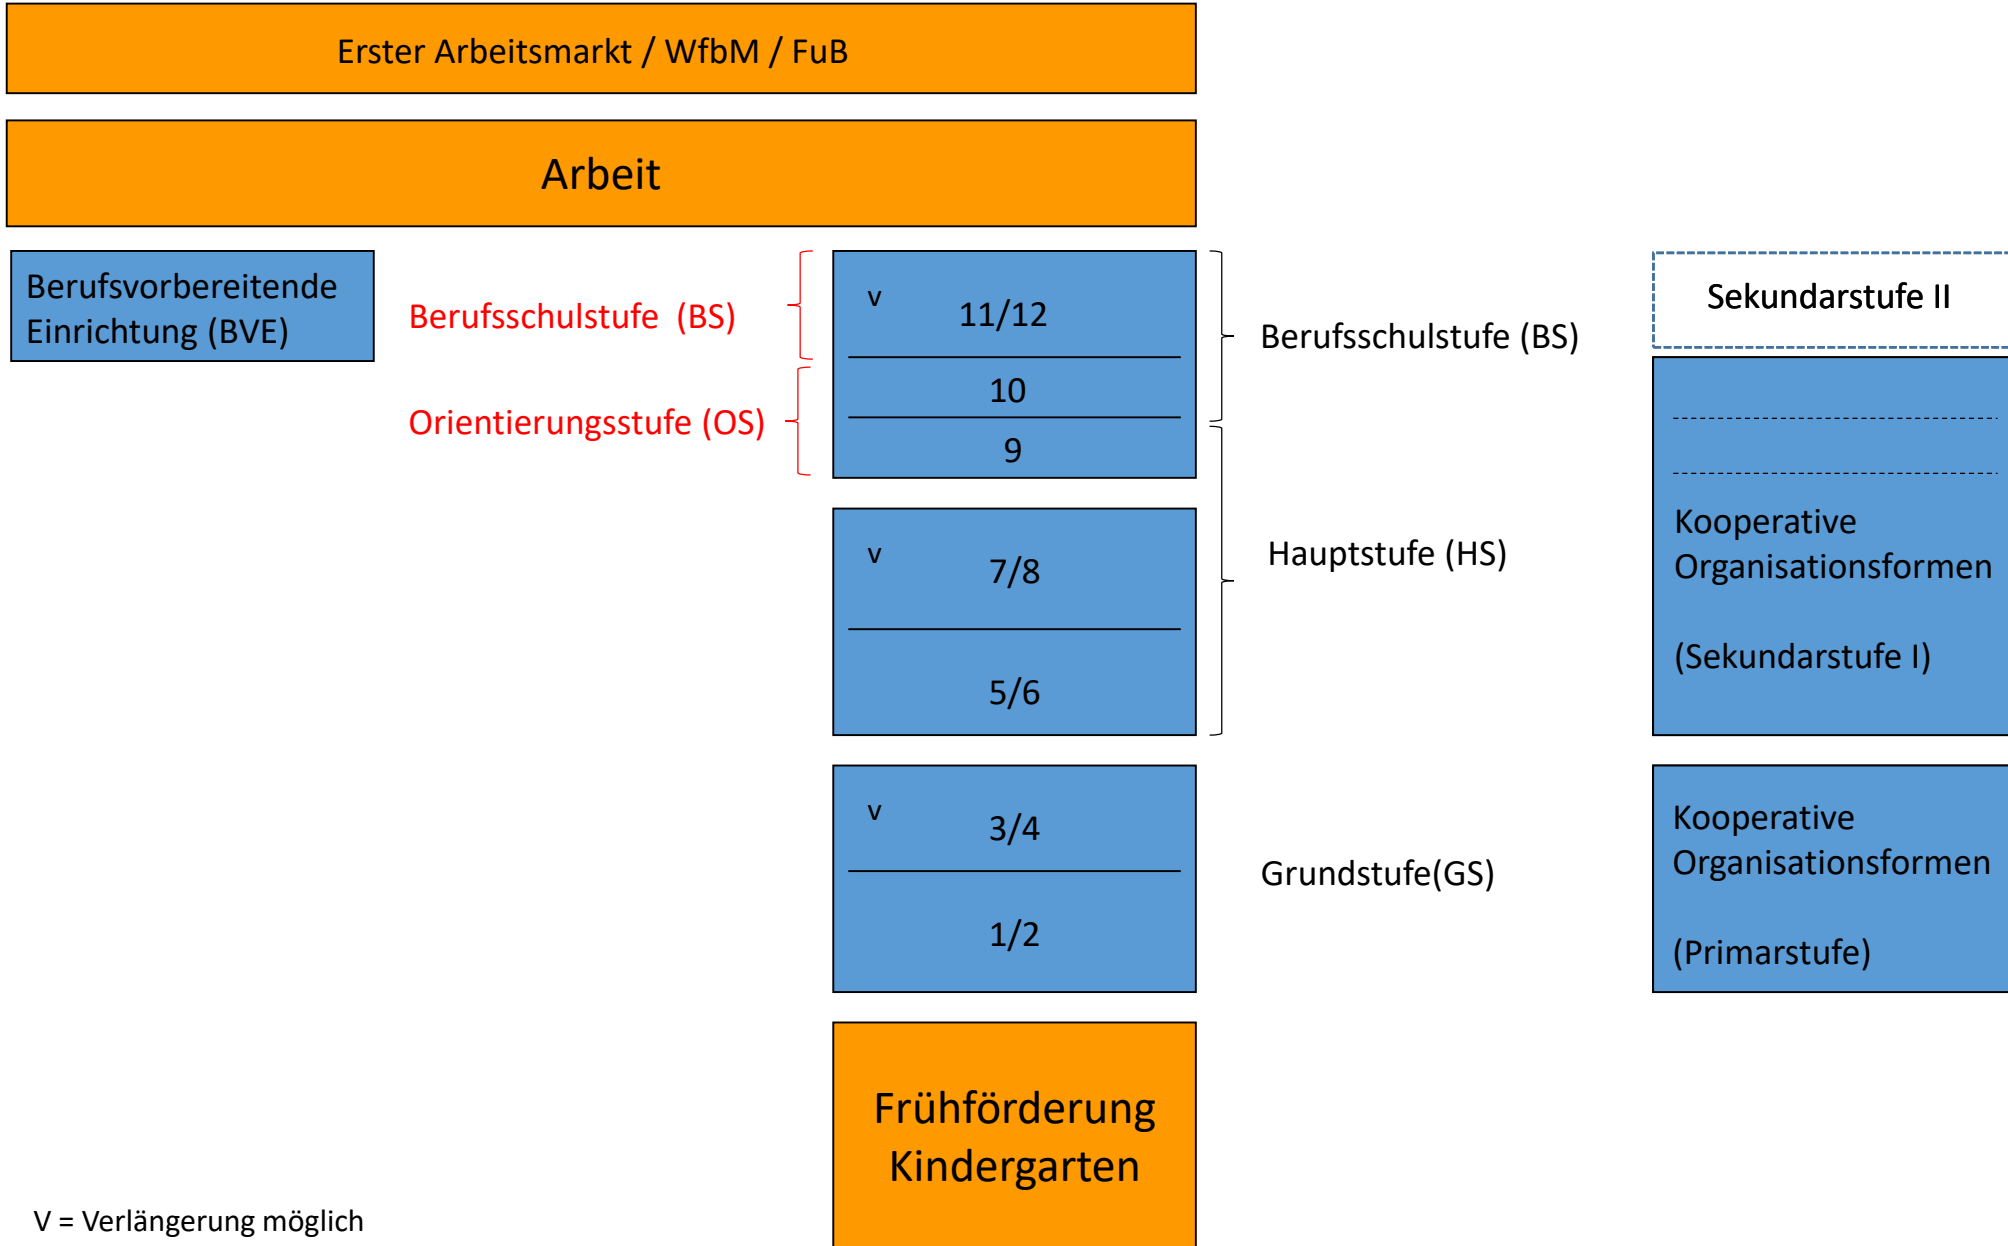 Erster Arbeitsmarkt / WfbM / FuB
Arbeit
Berufsvorbereitende
Einrichtung (BVE)
Berufsschulstufe (BS)
Orientierungsstufe (OS)
v
11/12
10
9
Berufsschulstufe (BS)
Sekundarstufe II
v
7/8
5/6
Hauptstufe (HS)
Kooperative
Organisationsformen
(Sekundarstufe I)
v
3/4
1/2
Grundstufe(GS)
Kooperative
Organisationsformen
(Primarstufe)
Frühförderung
Kindergarten
V = Verlängerung möglich